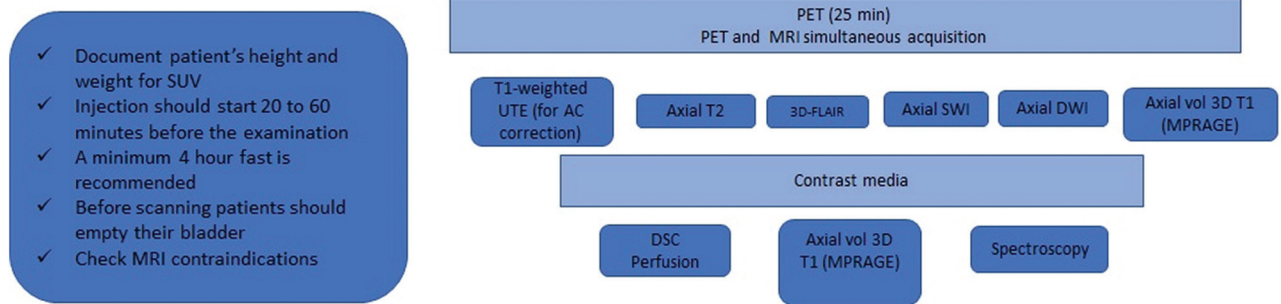 ✓ Document patient's height and
weight for SUV
✓ Injection should start 20 to 60
minutes before the examination
✓ A minimum 4 hour fast is
recommended
✓ Before scanning patients should
empty their bladder
✓ Check MRI contraindications
PET (25 min)
PET and MRI simultaneous acquisition
T1-weighted
UTE (for AC
correction)
Axial T2
3D-FLAIR
Axial SWI
Axial DWI
Axial vol 3D T1
(MPRAGE)
Contrast media
DSC
Perfusion
Axial vol 3D
T1 (MPRAGE)
Spectroscopy